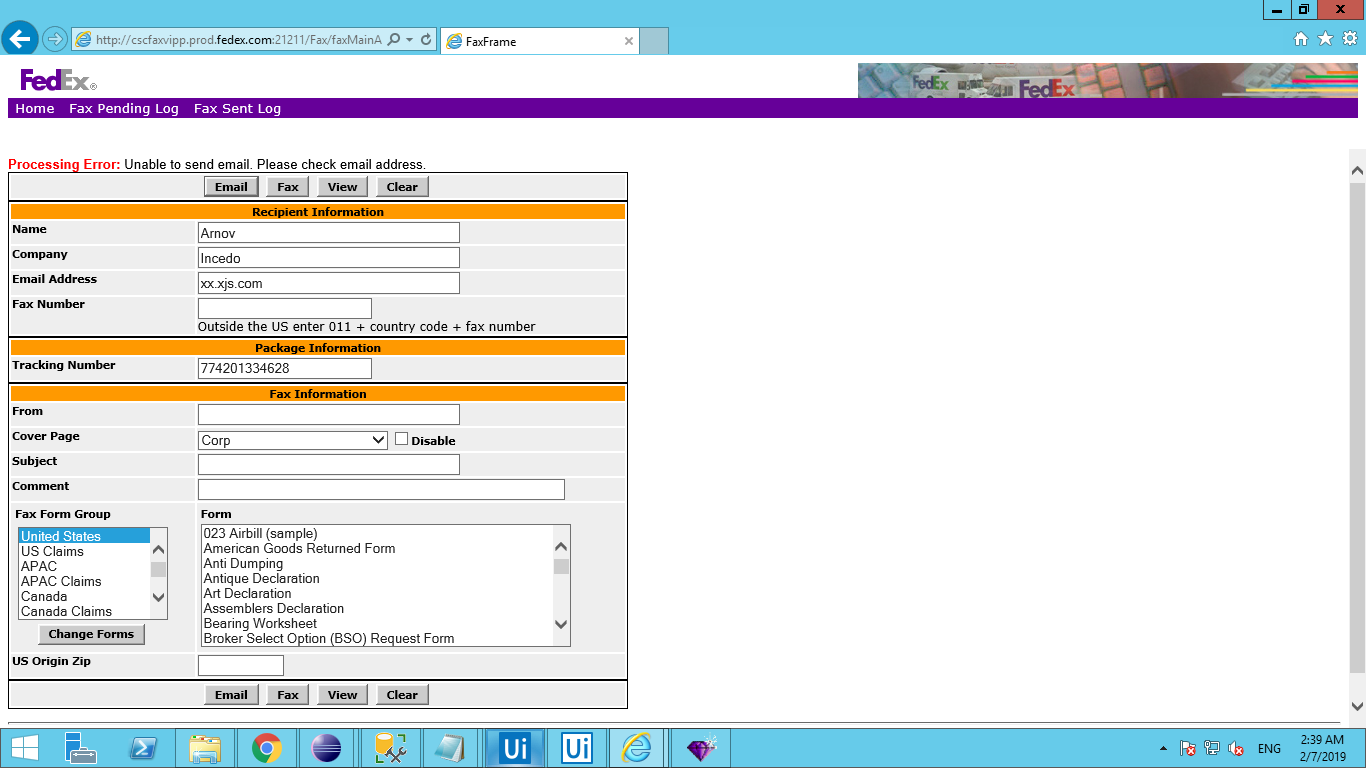 http://cscfaxvipp.prod.fedex.com:21211/Fax/faxMainA
FaxFrame
FedEx®
FedEx
FedEx
Home Fax Pending Log Fax Sent Log
Processing Error: Unable to send email. Please check email address.
Email Fax View Clear
Recipient Information
Name Arnov
Company Incedo
Email Address xx.xjs.com
Fax Number
Outside the US enter 011 + country code + fax number
Package Information
Tracking Number 774201334628
Fax Information
From
Cover Page Corp Disable
Subject
Comment
Fax Form Group
United States
US Claims
APAC
APAC Claims
Canada
Canada Claims
Change Forms
Form
023 Airbill (sample)
American Goods Returned Form
Anti Dumping
Antique Declaration
Art Declaration
Assemblers Declaration
Bearing Worksheet
Broker Select Option (BSO) Request Form
US Origin Zip
Email Fax View Clear
Ui
Ui
ENG
2:39 AM
2/7/2019